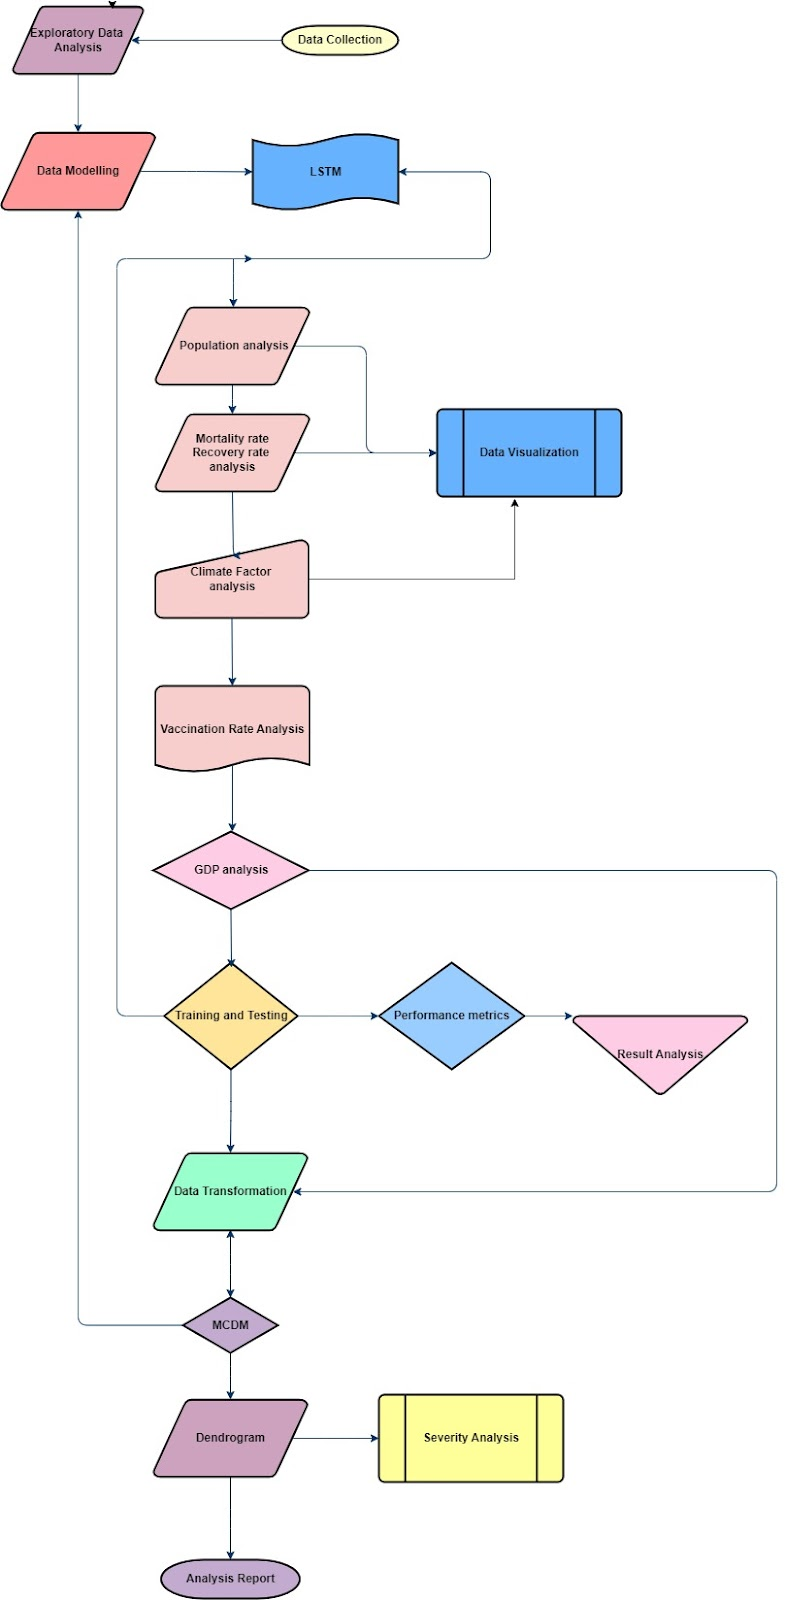 Exploratory Data
Analysis
Data Collection
Data Modelling
LSTM
Population analysis
Mortality rate
Recovery rate
analysis
Data Visualization
Climate Factor
analysis
Vaccination Rate Analysis
GDP analysis
Training and Testing
Performance metrics
Result Analysis
Data Transformation
MCDM
Dendrogram
Severity Analysis
Analysis Report